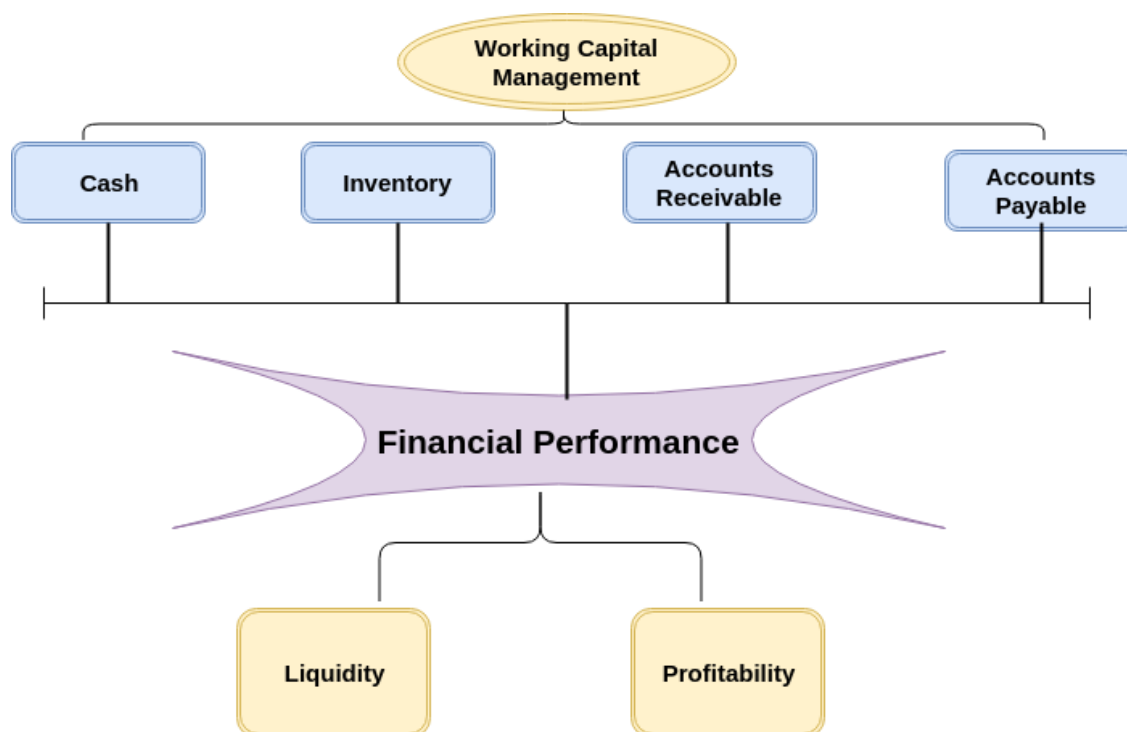 Working Capital
Management
Cash
Inventory
Accounts
Receivable
Accounts
Payable
Financial Performance
Liquidity
Profitability